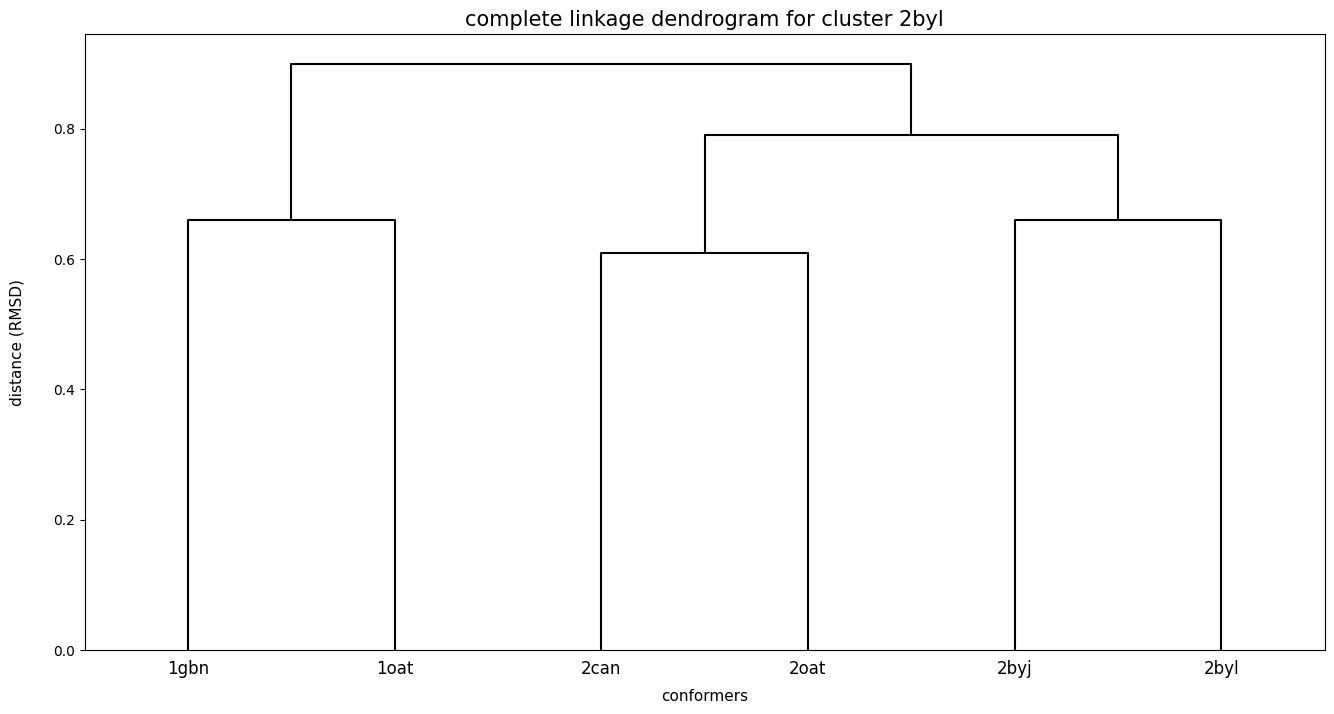 complete linkage dendrogram for cluster 2byl
distance (RMSD)
0.8
0.6
0.4
0.2
0.0
1gbn 1oat 2can 2oat 2byj 2byl
conformers